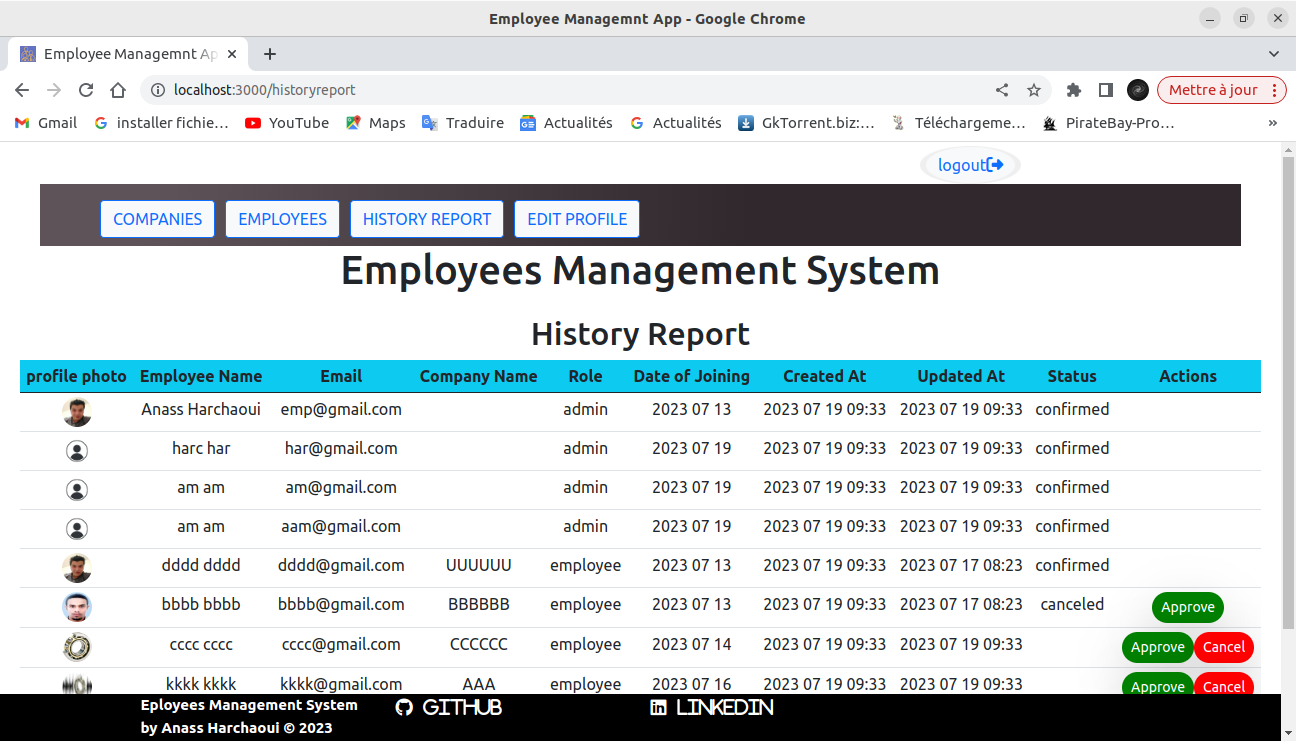 Employee Managemnt App - Google Chrome
Employee Managemnt Ap
localhost:3000/historyreport
Mettre à jour
Gmail installer fichie… YouTube Maps Traduire Actualités Actualités GkTorrent.biz:… Téléchargeme… PirateBay-Pro… »
logout
COMPANIES EMPLOYEES HISTORY REPORT EDIT PROFILE
Employees Management System
History Report
profile photo Employee Name Email Company Name Role Date of Joining Created At Updated At Status Actions
Anass Harchaoui emp@gmail.com admin 2023 07 13 2023 07 19 09:33 2023 07 19 09:33 confirmed
harc har har@gmail.com admin 2023 07 19 2023 07 19 09:33 2023 07 19 09:33 confirmed
am am am@gmail.com admin 2023 07 19 2023 07 19 09:33 2023 07 19 09:33 confirmed
am am aam@gmail.com admin 2023 07 19 2023 07 19 09:33 2023 07 19 09:33 confirmed
dddd dddd dddd@gmail.com UUUUUU employee 2023 07 13 2023 07 19 09:33 2023 07 17 08:23 confirmed
bbbb bbbb bbbb@gmail.com BBBBBB employee 2023 07 13 2023 07 19 09:33 2023 07 17 08:23 canceled Approve
cccc cccc cccc@gmail.com CCCCCC employee 2023 07 14 2023 07 19 09:33 2023 07 19 09:33 Approve Cancel
kkkk kkkk kkkk@gmail.com AAA employee 2023 07 16 2023 07 19 09:33 2023 07 19 09:33 Approve Cancel
Eployees Management System GITHUB LINKEDIN
by Anass Harchaoui © 2023